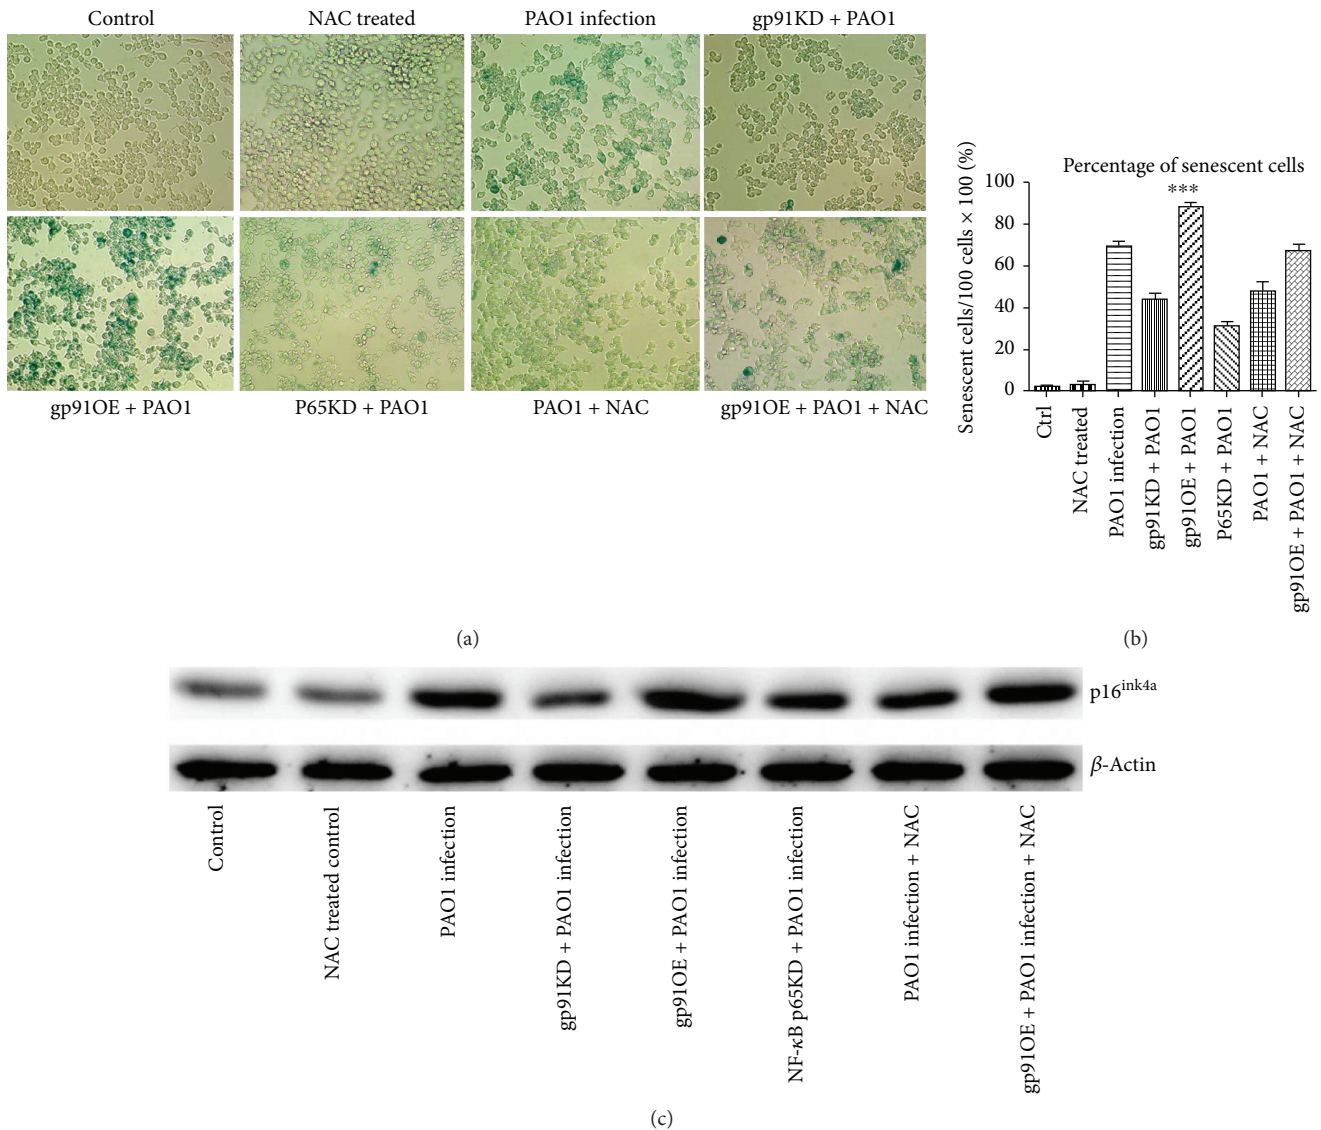 Control
NAC treated
PAO1 infection
gp91KD + PAO1
gp91OE + PAO1
P65KD + PAO1
PAO1 + NAC
gp91OE + PAO1 + NAC
(a)
Percentage of senescent cells
Senescent cells/100 cells × 100 (%)
100
80
60
40
20
0
***
Ctrl
NAC treated
PAO1 infection
gp91KD + PAO1
gp91OE + PAO1
P65KD + PAO1
PAO1 + NAC
gp91OE + PAO1 + NAC
(b)
p16ink4a
β-Actin
Control
NAC treated control
PAO1 infection
gp91KD + PAO1 infection
gp91OE + PAO1 infection
NF-κB p65KD + PAO1 infection
PAO1 infection + NAC
gp91OE + PAO1 infection + NAC
(c)